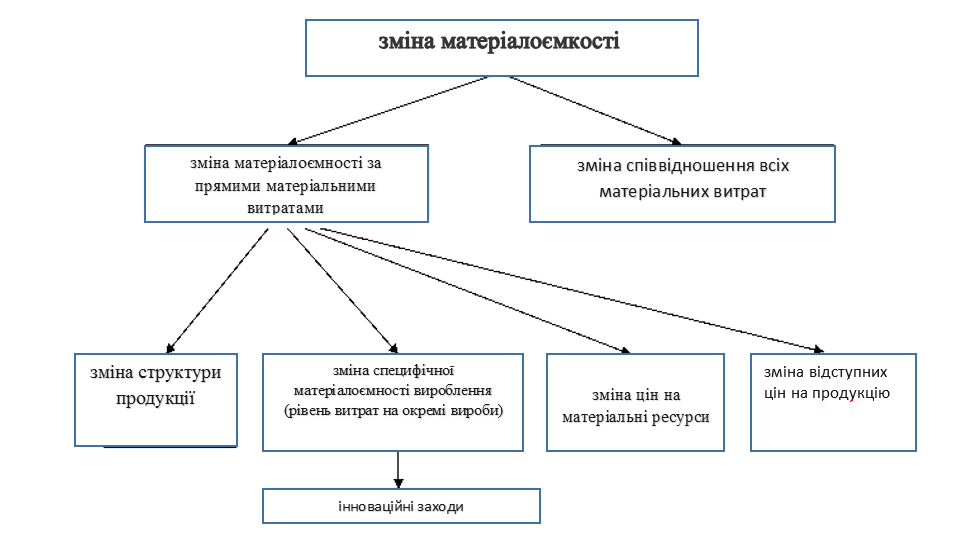 зміна матеріалоємкості
зміна матеріалоємності за
прямими матеріальними
витратами
зміна співвідношення всіх
матеріальних витрат
зміна структури
продукції
зміна специфічної
матеріалоємності вироблення
(рівень витрат на окремі вироби)
зміна цін на
матеріальні ресурси
зміна відступних
цін на продукцію
інноваційні заходи